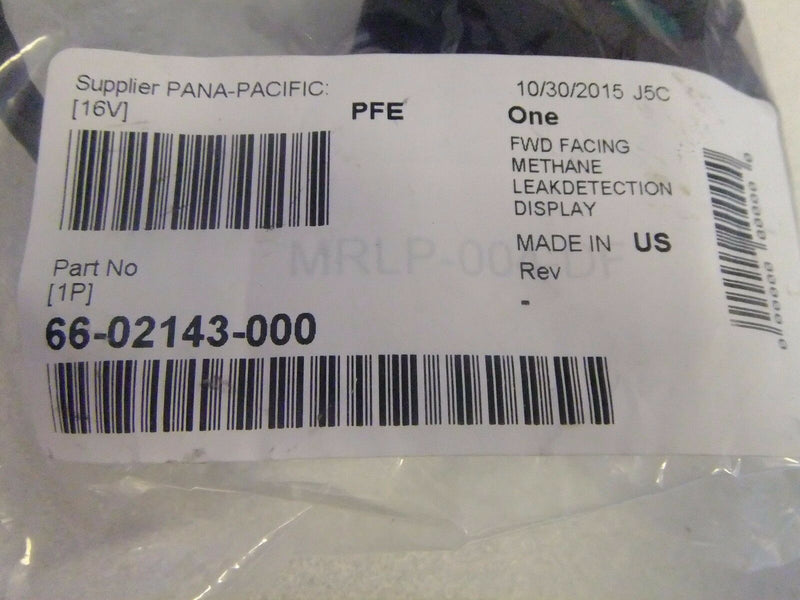 Supplier PANA-PACIFIC:
[16V]
PFE
10/30/2015 J5C
One
FWD FACING
METHANE
LEAKDETECTION
DISPLAY
MADE IN US
Rev
-
Part No
[1P]
66-02143-000